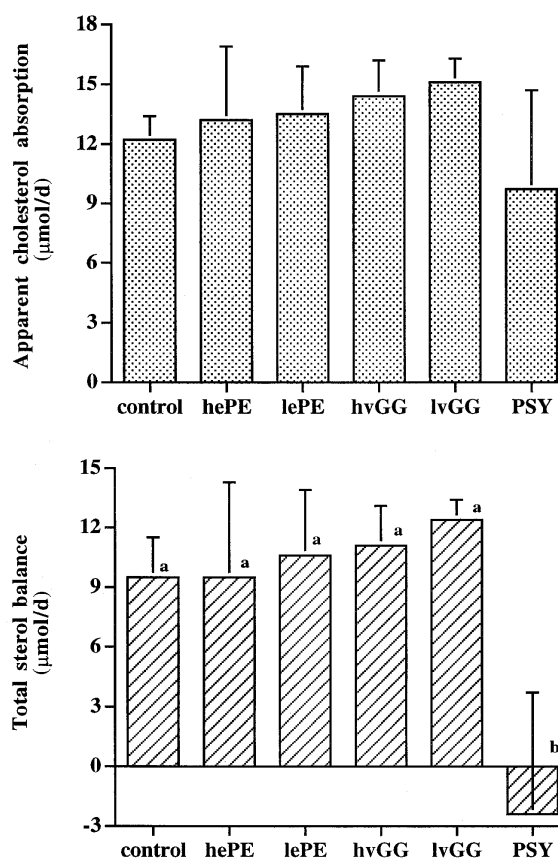 Apparent cholesterol absorption
(μmol/d)
18
15
12
9
6
3
0
control hePE lePE hvGG lvGG PSY
Total sterol balance
(μmol/d)
15
12
9
6
3
0
-3
a a a a a b
control hePE lePE hvGG lvGG PSY